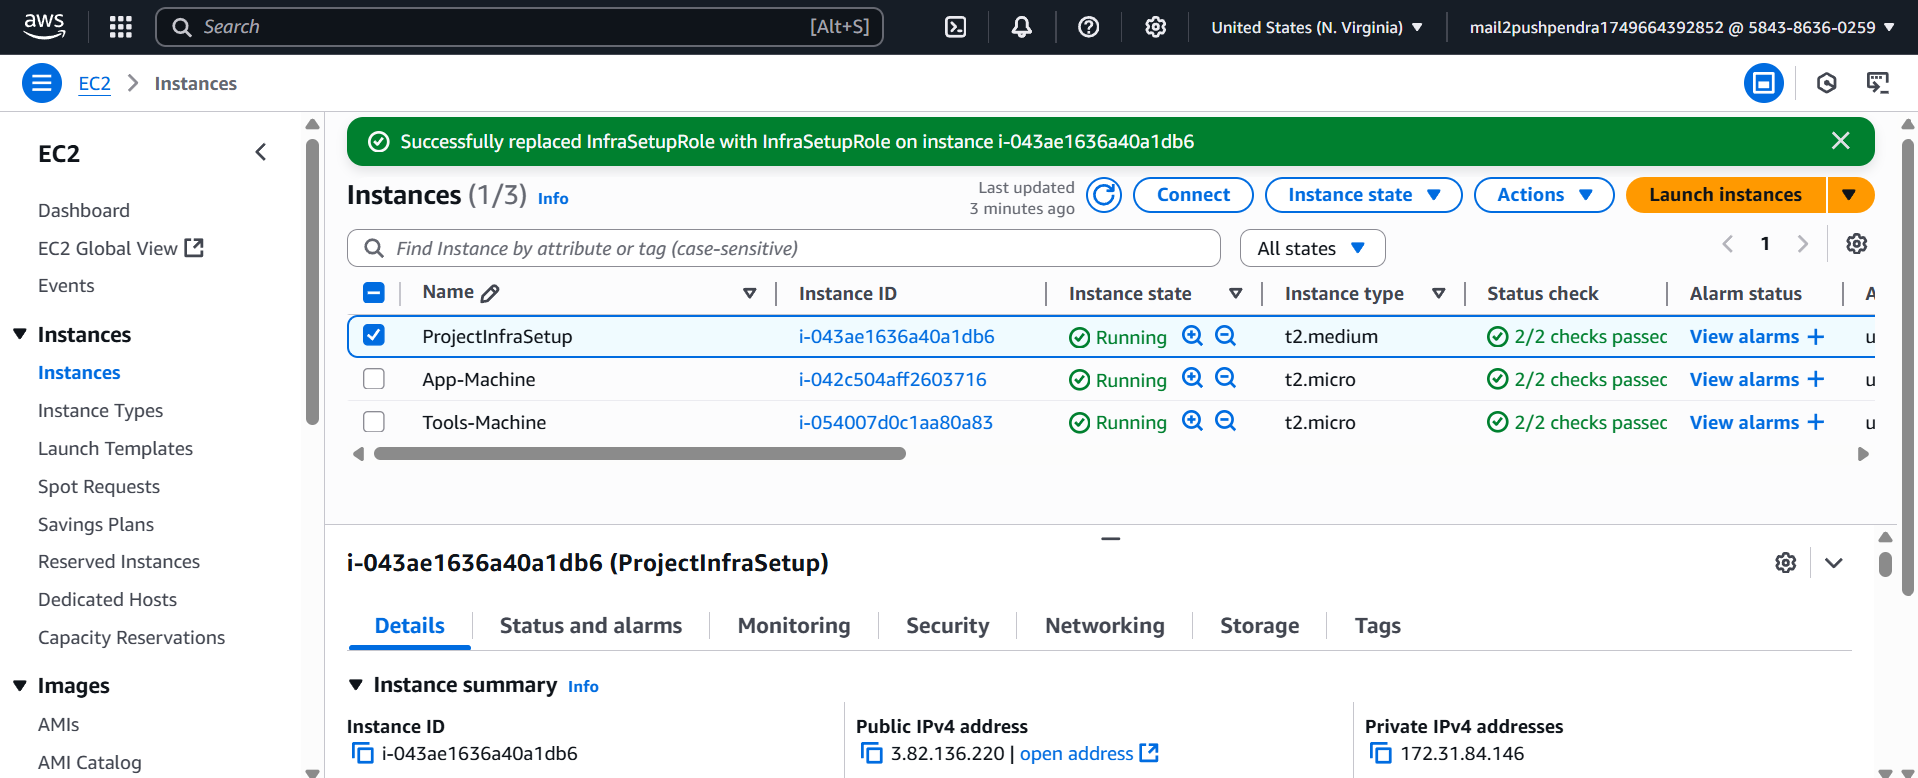 aws
Search [Alt+S]
United States (N. Virginia)
mail2pushpendra1749664392852 @ 5843-8636-0259
EC2 Instances
EC2
Dashboard
EC2 Global View
Events
Instances
Instances
Instance Types
Launch Templates
Spot Requests
Savings Plans
Reserved Instances
Dedicated Hosts
Capacity Reservations
Images
AMIs
AMI Catalog
Successfully replaced InfraSetupRole with InfraSetupRole on instance i-043ae1636a40a1db6
Instances (1/3) Info
Last updated
3 minutes ago
Connect
Instance state
Actions
Launch instances
Find Instance by attribute or tag (case-sensitive)
All states
1
Name Instance ID Instance state Instance type Status check Alarm status A
ProjectInfraSetup i-043ae1636a40a1db6 Running t2.medium 2/2 checks passec View alarms + u
App-Machine i-042c504aff2603716 Running t2.micro 2/2 checks passec View alarms + u
Tools-Machine i-054007d0c1aa80a83 Running t2.micro 2/2 checks passec View alarms + u
i-043ae1636a40a1db6 (ProjectInfraSetup)
Details Status and alarms Monitoring Security Networking Storage Tags
Instance summary Info
Instance ID
i-043ae1636a40a1db6
Public IPv4 address
3.82.136.220 | open address
Private IPv4 addresses
172.31.84.146